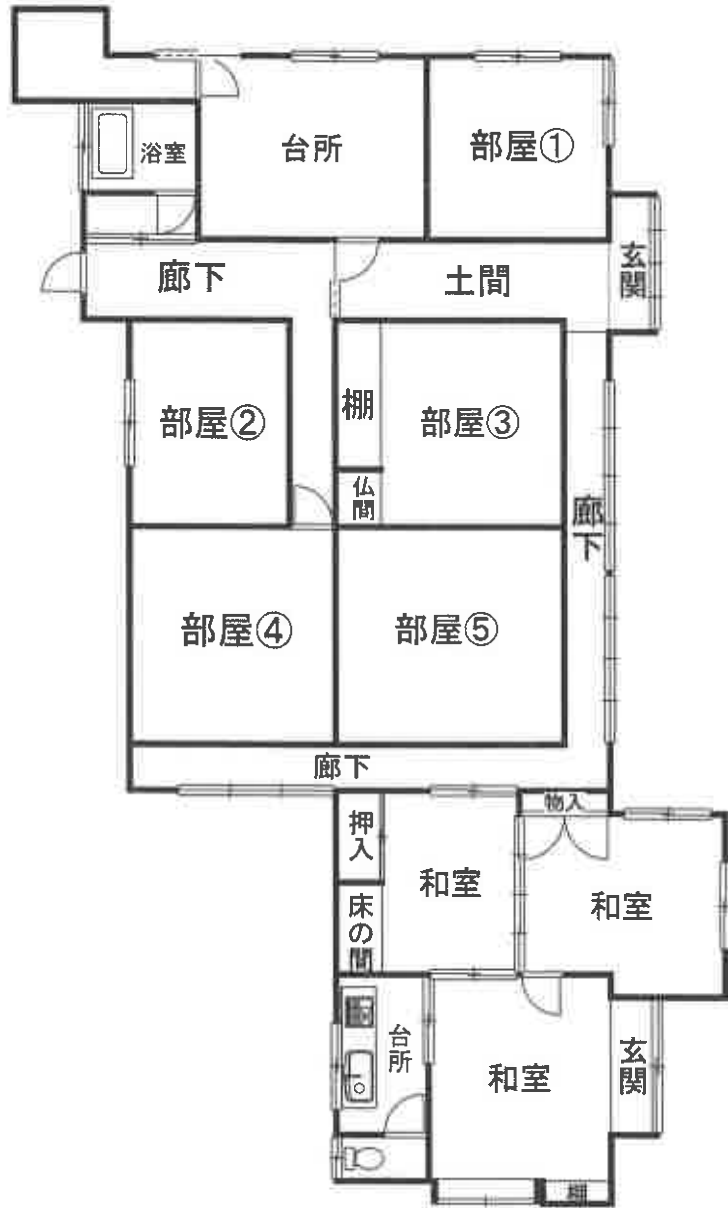 浴室
台所
部屋①
廊下
土間
玄関
部屋②
棚
部屋③
仏間
廊下
部屋④
部屋⑤
廊下
物入
押入
和室
和室
床の間
台所
和室
玄関
棚